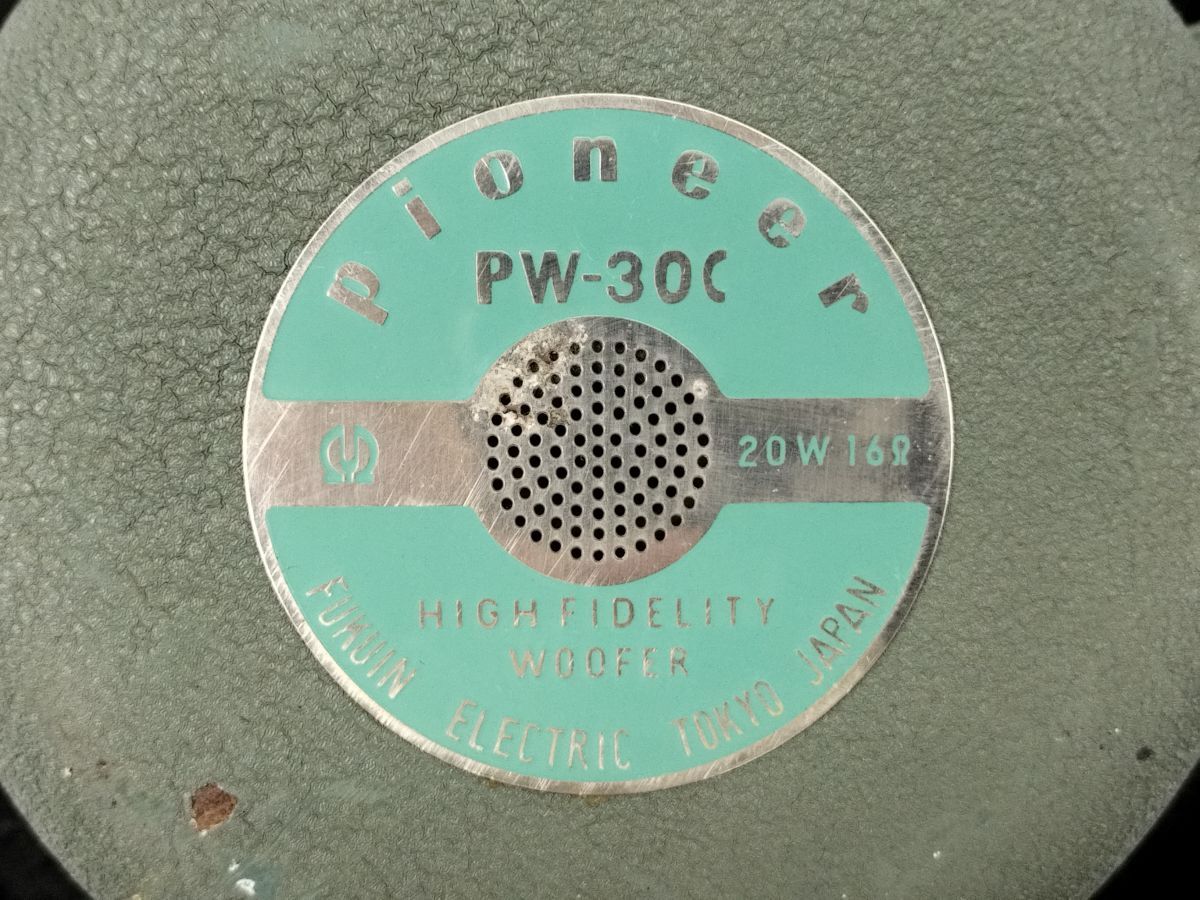 pioneer
PW-30C
20W 16Ω
HIGH FIDELITY
WOOFER
FUKUIN ELECTRIC TOKYO JAPAN